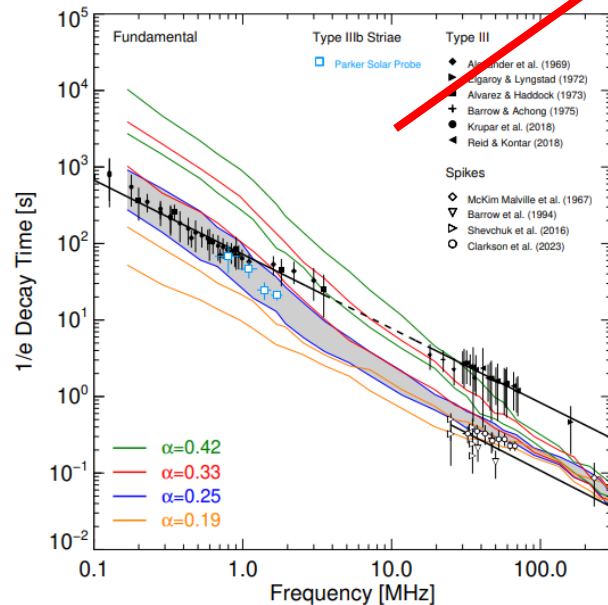 10^5
10^4
10^3
10^2
10^1
10^0
10^-1
10^-2
1/e Decay Time [s]
Fundamental
Type IIIb Striae
Parker Solar Probe
Type III
et al. (1969)
Elgaroy & Lyngstad (1972)
Alvarez & Haddock (1973)
Barrow & Achong (1975)
Krupar et al. (2018)
Reid & Kontar (2018)
Spikes
McKim Malville et al. (1967)
Barrow et al. (1994)
Shevchuk et al. (2016)
Clarkson et al. (2023)
α=0.42
α=0.33
α=0.25
α=0.19
0.1 1.0 10.0 100.0
Frequency [MHz]